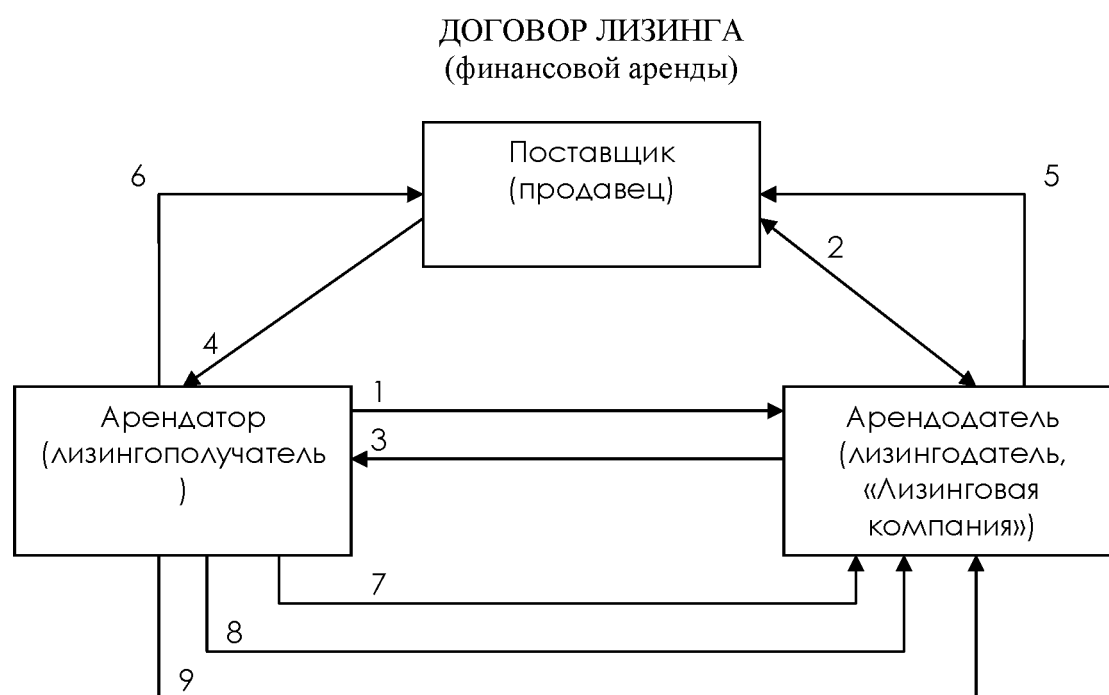 ДОГОВОР ЛИЗИНГА
(финансовой аренды)
Поставщик
(продавец)
6
5
2
4
Арендатор
(лизингополучатель
)
1
3
Арендодатель
(лизингодатель,
«Лизинговая
компания»)
7
8
9